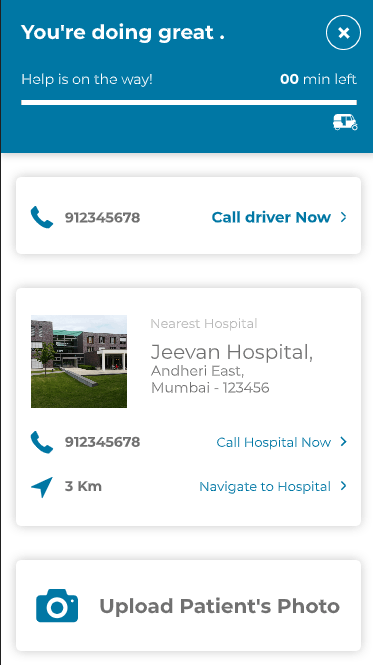 You're doing great .
Help is on the way!
00 min left
912345678
Call driver Now
Nearest Hospital
Jeevan Hospital,
Andheri East,
Mumbai - 123456
912345678
Call Hospital Now
3 Km
Navigate to Hospital
Upload Patient's Photo